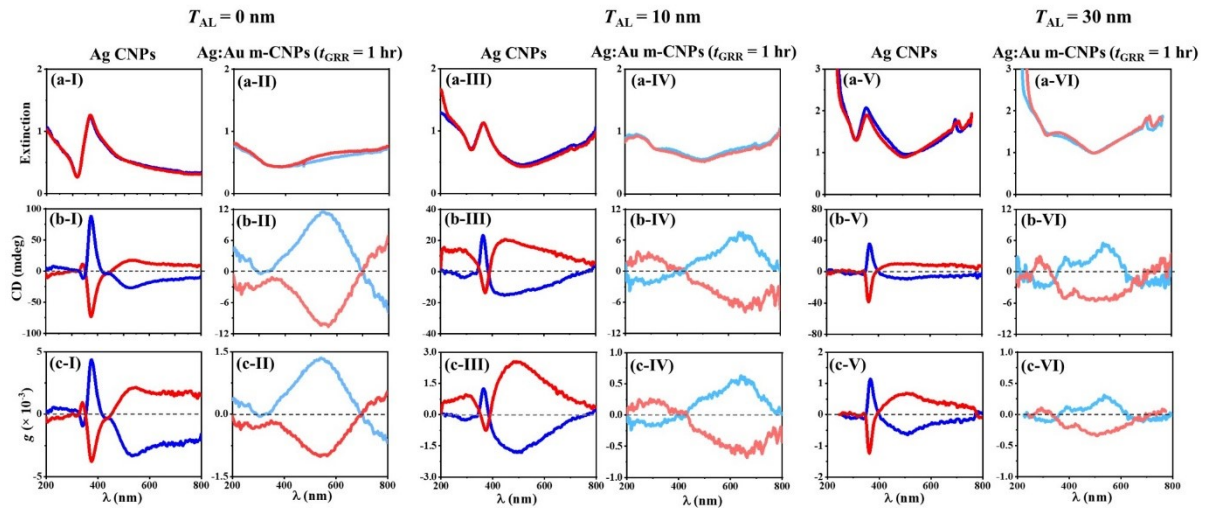 T_AL = 0 nm
T_AL = 10 nm
T_AL = 30 nm
Ag CNPs
Ag:Au m-CNPs (t_GRR = 1 hr)
Ag CNPs
Ag:Au m-CNPs (t_GRR = 1 hr)
Ag CNPs
Ag:Au m-CNPs (t_GRR = 1 hr)
Extinction
2
1
0
(a-I)
2
1
0
(a-II)
2
1
0
(a-III)
2
1
0
(a-IV)
3
2
1
0
(a-V)
3
2
1
0
(a-VI)
CD (mdeg)
100
50
0
-50
-100
(b-I)
12
6
0
-6
-12
(b-II)
40
20
0
-20
-40
(b-III)
12
6
0
-6
-12
(b-IV)
80
40
0
-40
-80
(b-V)
12
6
0
-6
-12
(b-VI)
g (× 10⁻³)
5
0
-5
(c-I)
1.5
0.0
-1.5
(c-II)
3.0
1.5
0.0
-1.5
-3.0
(c-III)
1.0
0.5
0.0
-0.5
-1.0
(c-IV)
2
1
0
-1
-2
(c-V)
1.0
0.5
0.0
-0.5
-1.0
(c-VI)
200 400 600 800
200 400 600 800
200 400 600 800
200 400 600 800
200 400 600 800
200 400 600 800
λ (nm)
λ (nm)
λ (nm)
λ (nm)
λ (nm)
λ (nm)